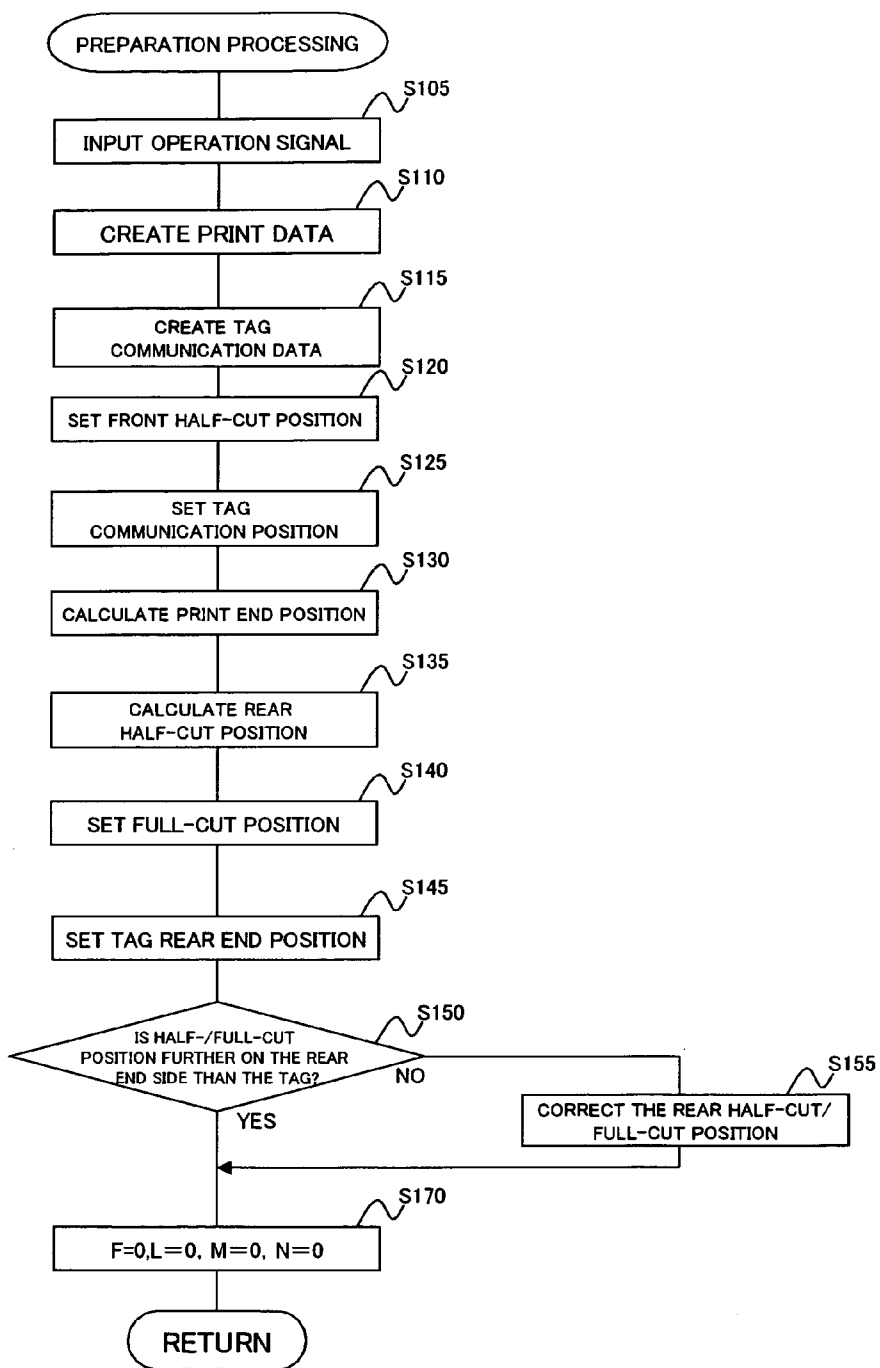 PREPARATION PROCESSING
S105
INPUT OPERATION SIGNAL
S110
CREATE PRINT DATA
S115
CREATE TAG
COMMUNICATION DATA
S120
SET FRONT HALF-CUT POSITION
S125
SET TAG
COMMUNICATION POSITION
S130
CALCULATE PRINT END POSITION
S135
CALCULATE REAR
HALF-CUT POSITION
S140
SET FULL-CUT POSITION
S145
SET TAG REAR END POSITION
S150
IS HALF-/FULL-CUT
POSITION FURTHER ON THE REAR
END SIDE THAN THE TAG?
NO
YES
S155
CORRECT THE REAR HALF-CUT/
FULL-CUT POSITION
S170
F=0,L=0, M=0, N=0
RETURN